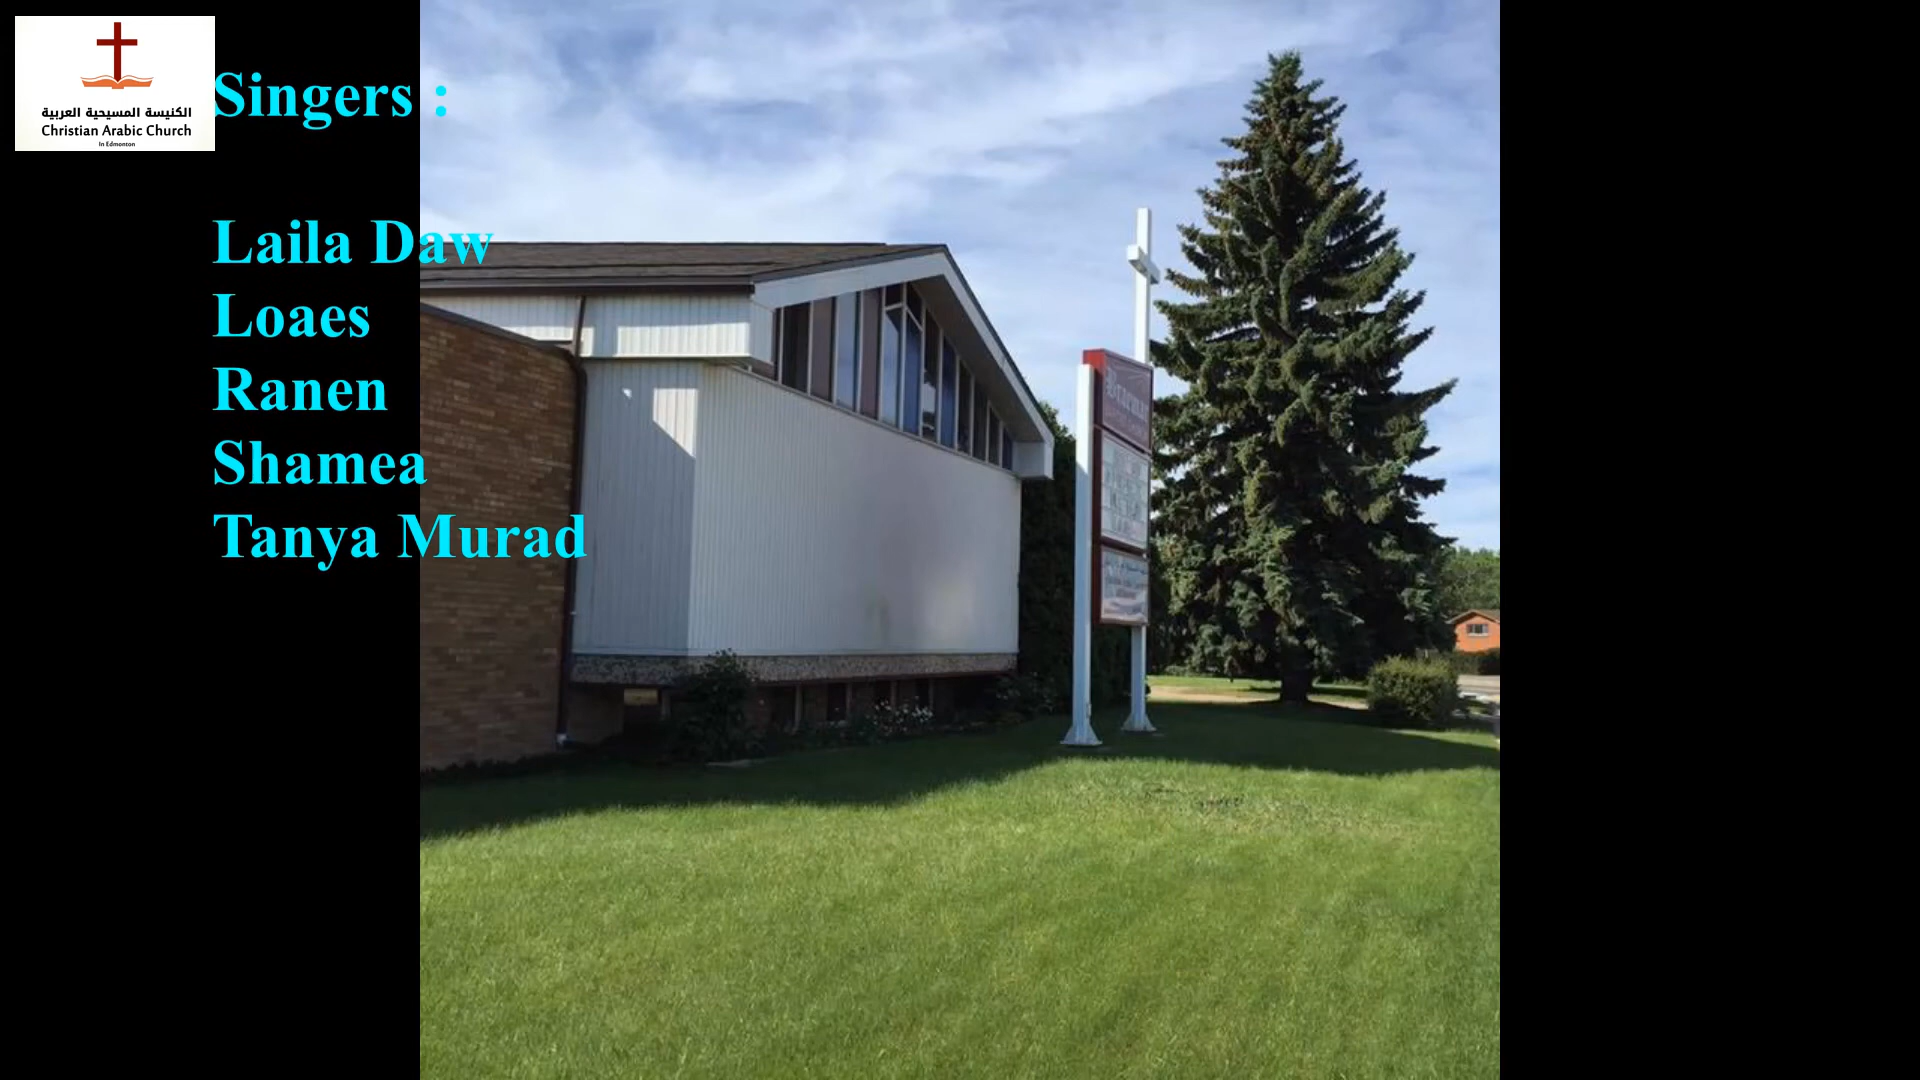 الكنيسة المسيحية العربية
Christian Arabic Church
In Edmonton
Singers :
Laila Daw
Loaes
Ranen
Shamea
Tanya Murad